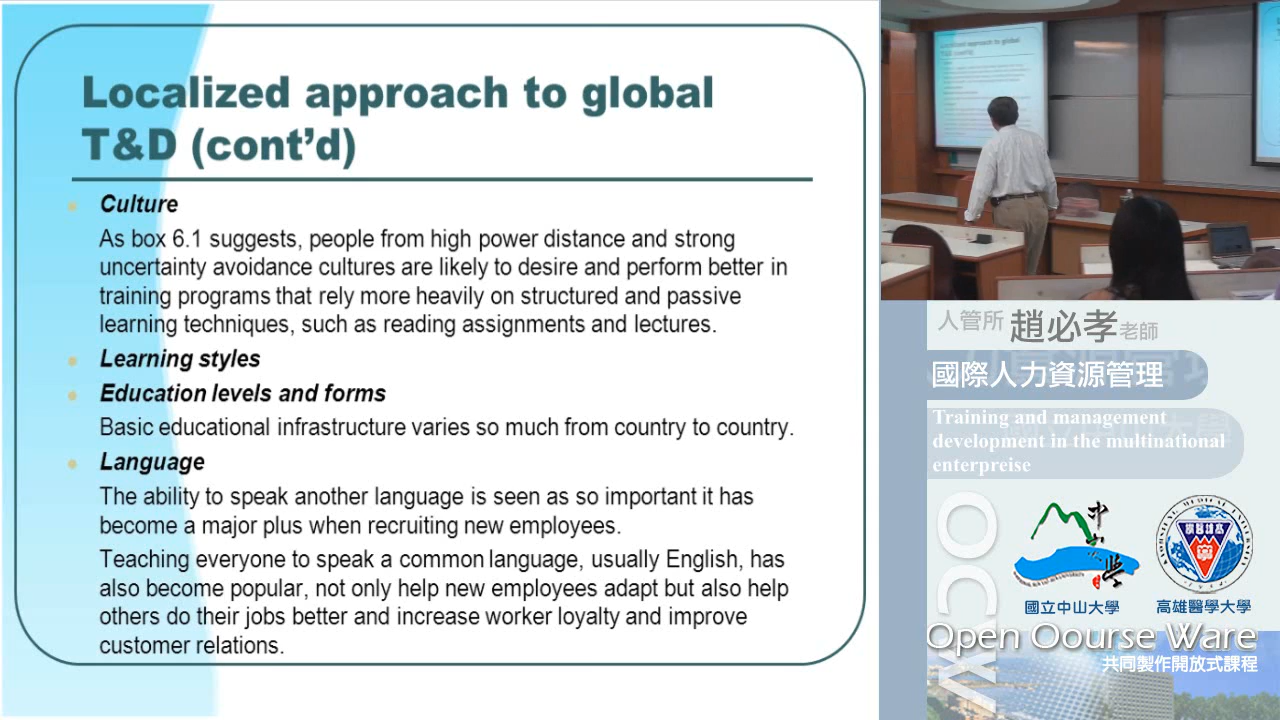 Localized approach to global
T&D (cont’d)
Culture
As box 6.1 suggests, people from high power distance and strong
uncertainty avoidance cultures are likely to desire and perform better in
training programs that rely more heavily on structured and passive
learning techniques, such as reading assignments and lectures.
Learning styles
Education levels and forms
Basic educational infrastructure varies so much from country to country.
Language
The ability to speak another language is seen as so important it has
become a major plus when recruiting new employees.
Teaching everyone to speak a common language, usually English, has
also become popular, not only help new employees adapt but also help
others do their jobs better and increase worker loyalty and improve
customer relations.
Localized approach to global
人管所 趙必孝老師
國際人力資源管理
Training and management
development in the multinational
enterpreise
OCW
國立中山大學
高雄醫學大學
Open Oourse Ware
共同製作開放式課程